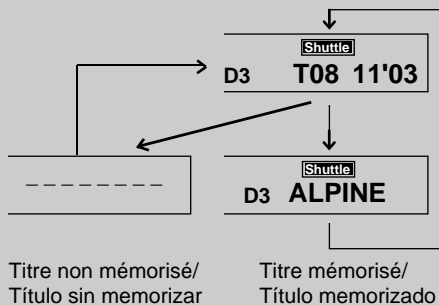 Shuttle
D3 T08 11'03
--------
Shuttle
D3 ALPINE
Titre non mémorisé/
Título sin memorizar
Titre mémorisé/
Título memorizado